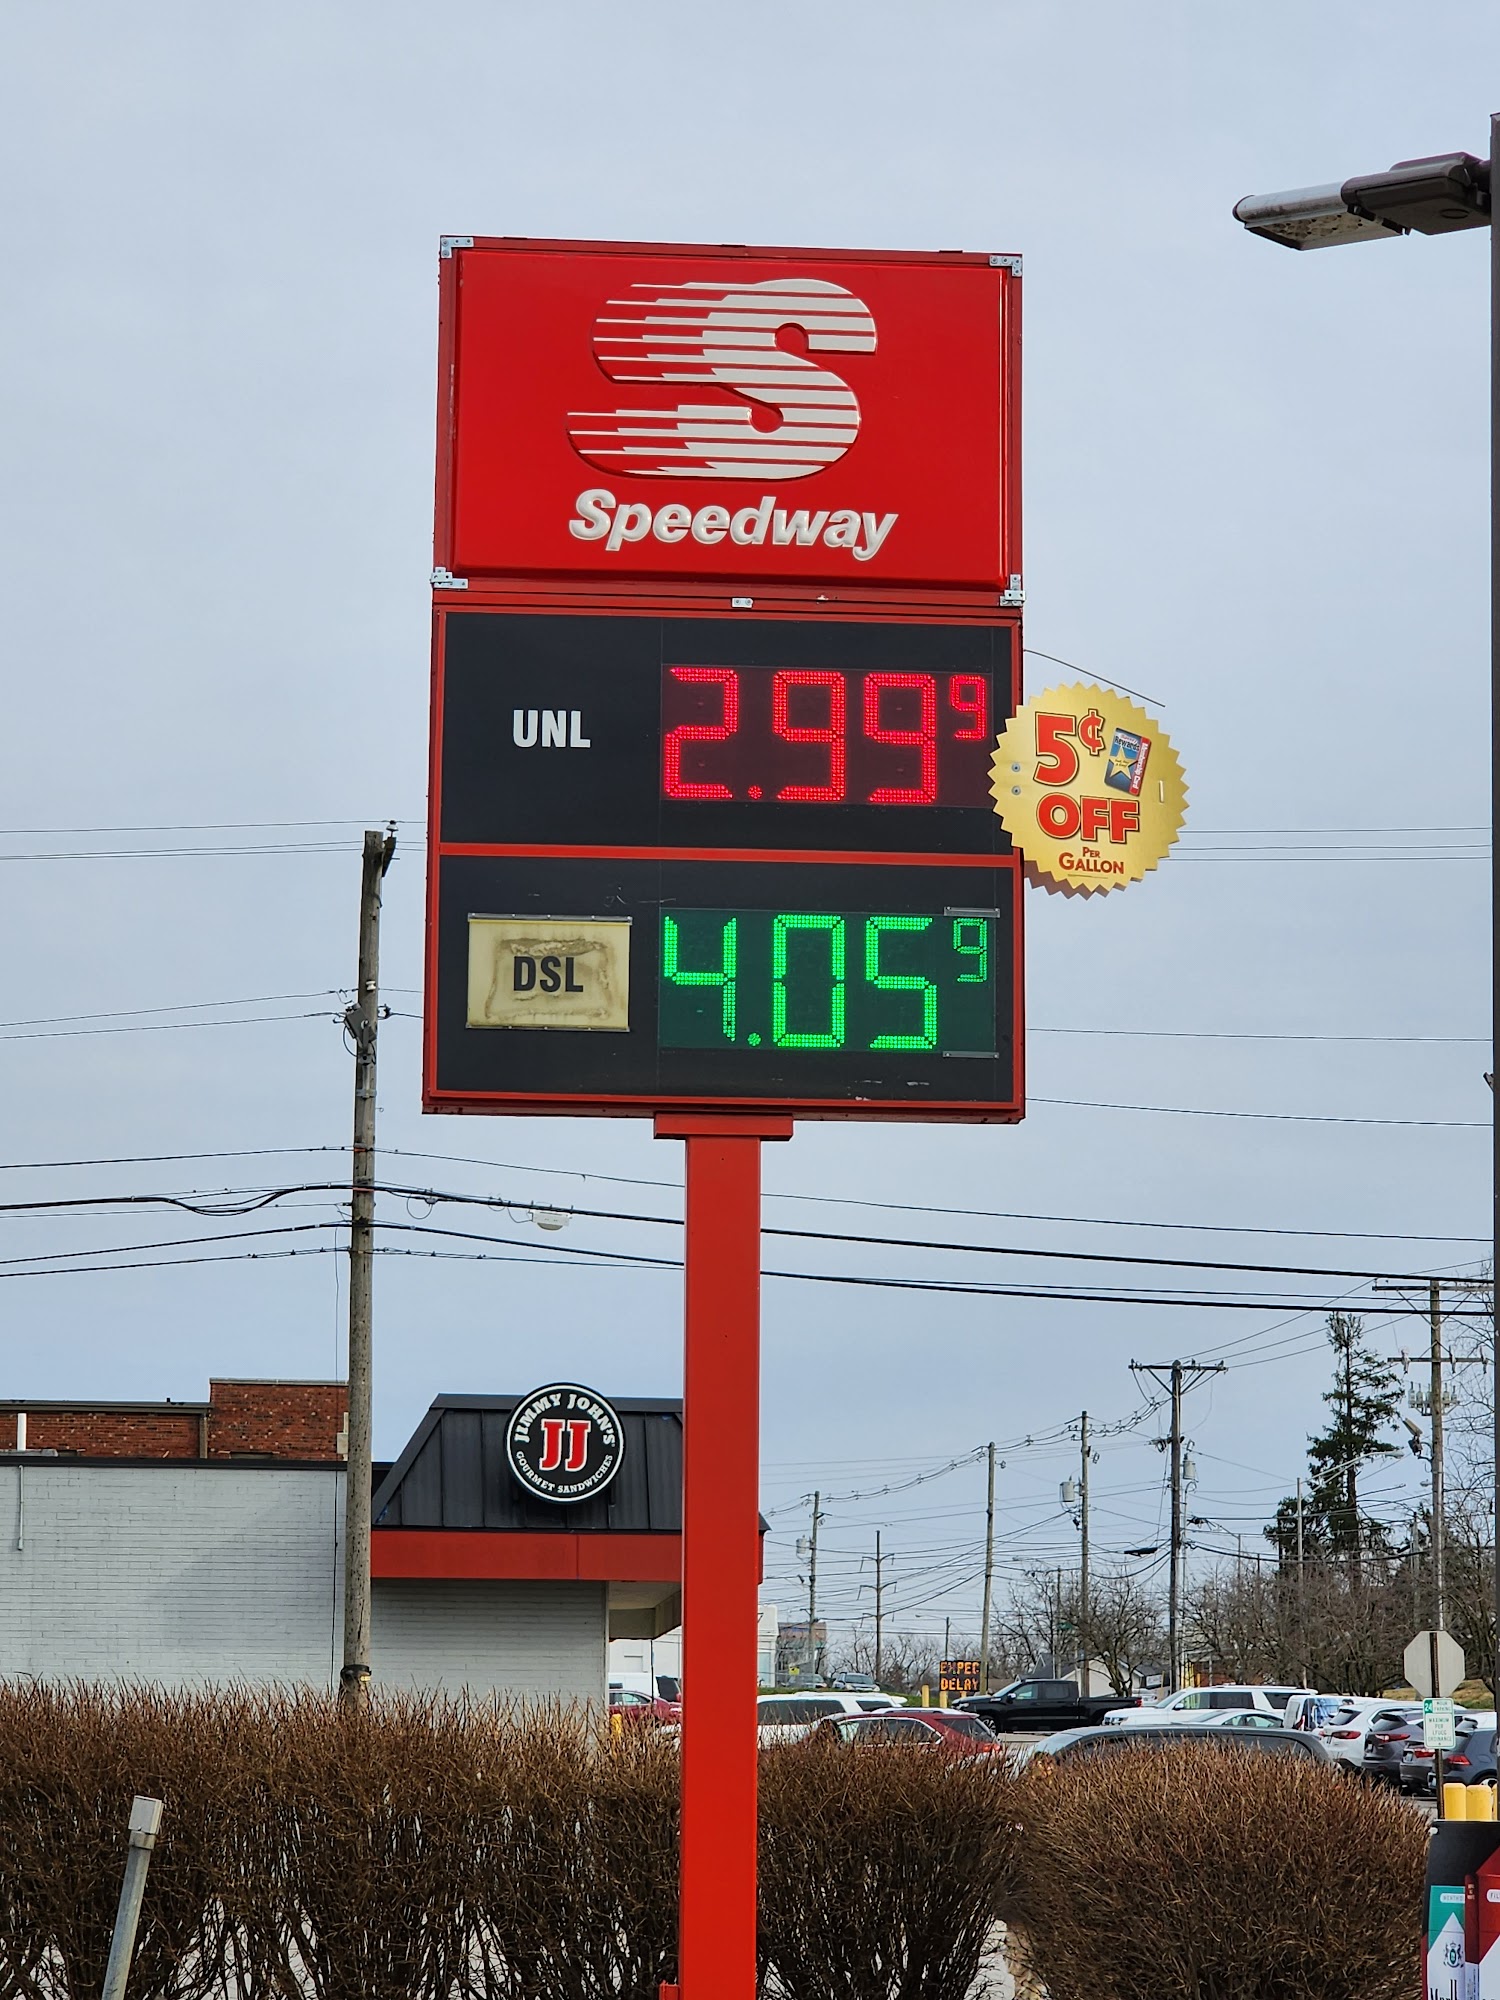 S
Speedway
UNL
2.99 9
5¢
OFF
PER
GALLON
DSL
4.05 9
JIMMY JOHN'S
JJ
GOURMET SANDWICHES
EXPEC
DELAY